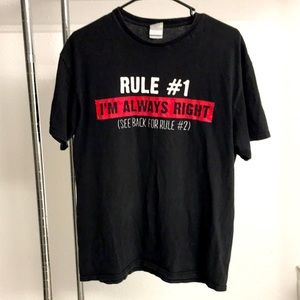 RULE #1
I'M ALWAYS RIGHT
(SEE BACK FOR RULE #2)